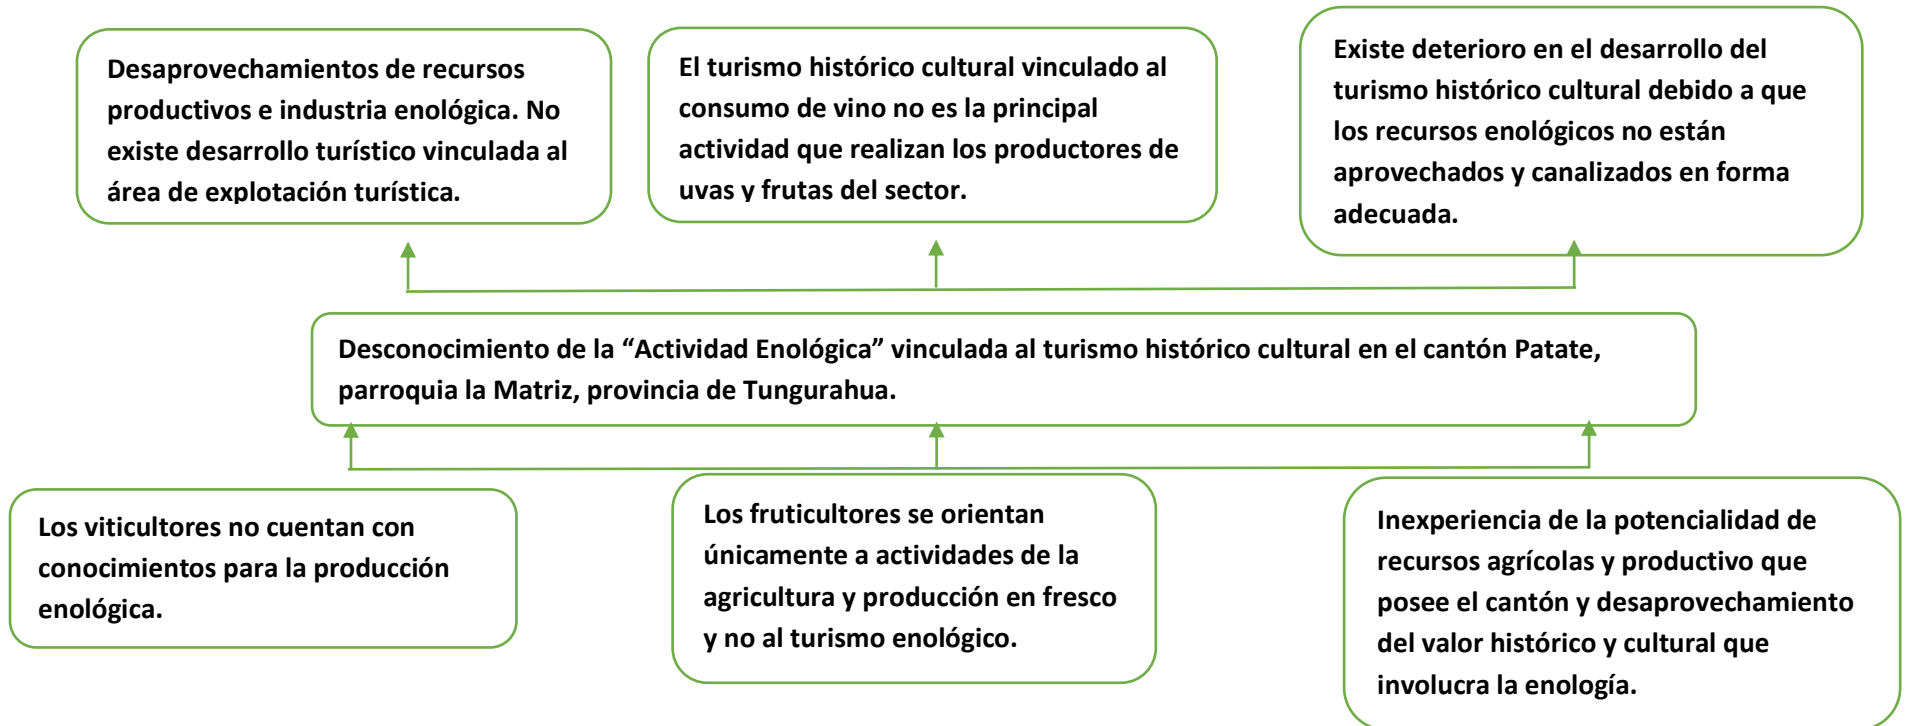 Desaprovechamientos de recursos
productivos e industria enológica. No
existe desarrollo turístico vinculada al
área de explotación turística.
El turismo histórico cultural vinculado al
consumo de vino no es la principal
actividad que realizan los productores de
uvas y frutas del sector.
Existe deterioro en el desarrollo del
turismo histórico cultural debido a que
los recursos enológicos no están
aprovechados y canalizados en forma
adecuada.
Desconocimiento de la “Actividad Enológica” vinculada al turismo histórico cultural en el cantón Patate,
parroquia la Matriz, provincia de Tungurahua.
Los viticultores no cuentan con
conocimientos para la producción
enológica.
Los fruticultores se orientan
únicamente a actividades de la
agricultura y producción en fresco
y no al turismo enológico.
Inexperiencia de la potencialidad de
recursos agrícolas y productivo que
posee el cantón y desaprovechamiento
del valor histórico y cultural que
involucra la enología.